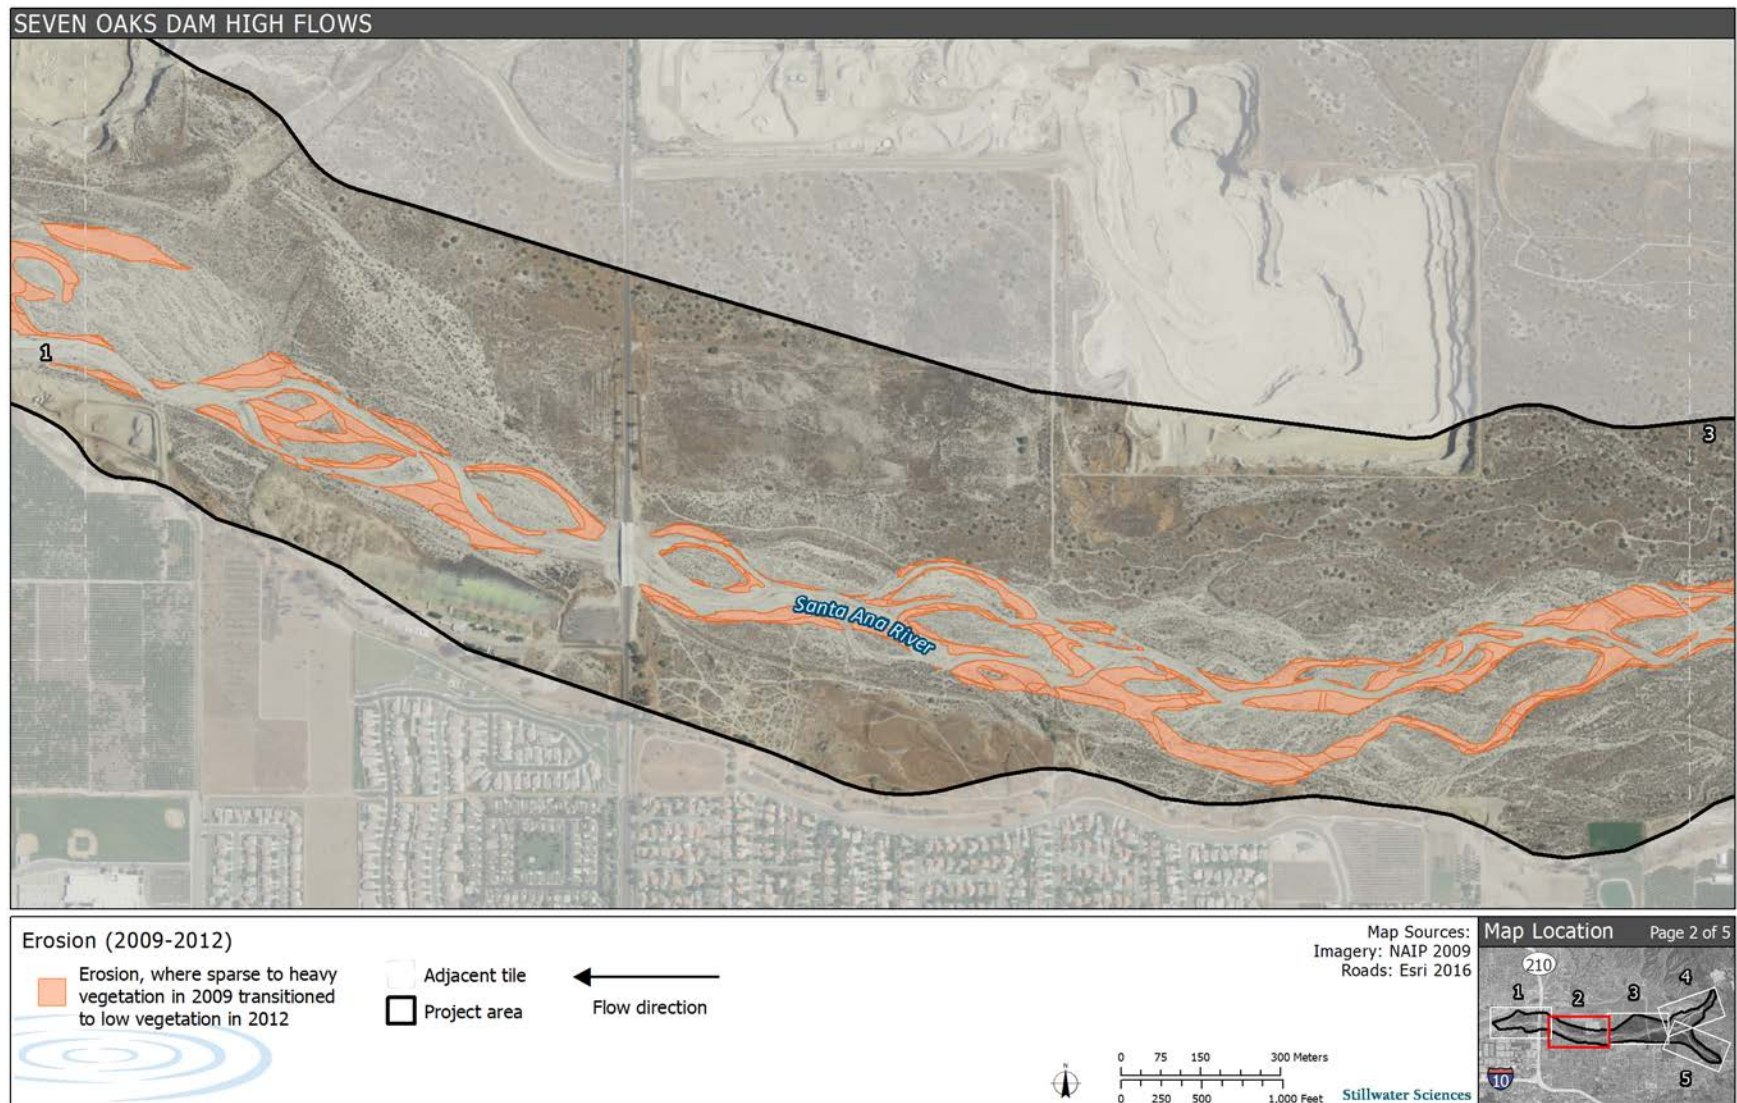 SEVEN OAKS DAM HIGH FLOWS
1
3
Santa Ana River
Erosion (2009-2012)
Erosion, where sparse to heavy
vegetation in 2009 transitioned
to low vegetation in 2012
Adjacent tile
Project area
Flow direction
N
0 75 150 300 Meters
0 250 500 1,000 Feet
Map Sources:
Imagery: NAIP 2009
Roads: Esri 2016
Stillwater Sciences
Map Location Page 2 of 5
210
1
2
3
4
5
10